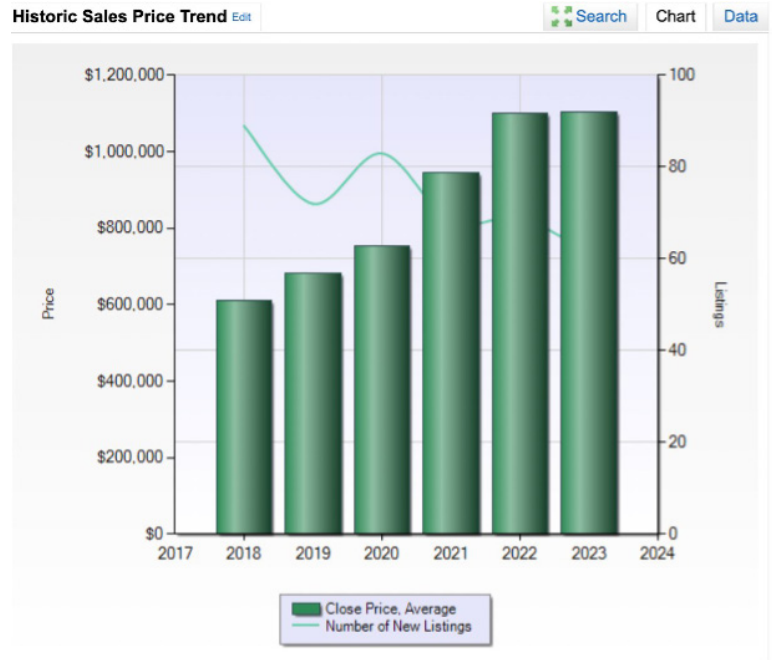 Historic Sales Price Trend Edit Search Chart Data
$1,200,000 100
$1,000,000 80
$800,000 60
$600,000 40
$400,000 20
$200,000 0
$0
Price
Listings
2017 2018 2019 2020 2021 2022 2023 2024
Close Price, Average
Number of New Listings